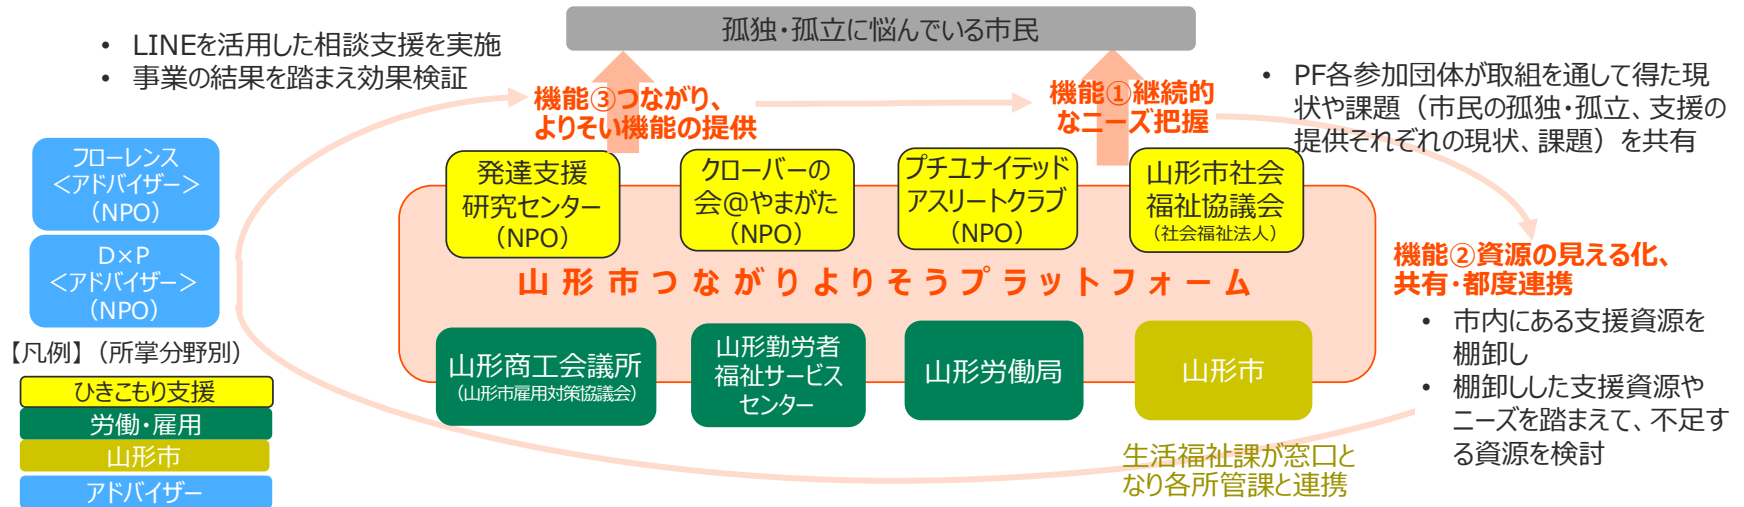 孤独・孤立に悩んでいる市民
• LINEを活用した相談支援を実施
• 事業の結果を踏まえ効果検証
機能③つながり、
よりそい機能の提供
機能①継続的
なニーズ把握
• PF各参加団体が取組を通して得た現
状や課題（市民の孤独・孤立、支援の
提供それぞれの現状、課題）を共有
フローレンス
＜アドバイザー＞
（NPO）
D×P
＜アドバイザー＞
（NPO）
発達支援
研究センター
（NPO）
クローバーの
会@やまがた
（NPO）
プチユナイテッド
アスリートクラブ
（NPO）
山形市社会
福祉協議会
（社会福祉法人）
山形市つながりよりそうプラットフォーム
機能②資源の見える化、
共有・都度連携
• 市内にある支援資源を
棚卸し
• 棚卸しした支援資源や
ニーズを踏まえて、不足す
る資源を検討
山形商工会議所
（山形市雇用対策協議会）
山形勤労者
福祉サービス
センター
山形労働局
山形市
生活福祉課が窓口と
なり各所管課と連携
【凡例】（所掌分野別）
ひきこもり支援
労働・雇用
山形市
アドバイザー